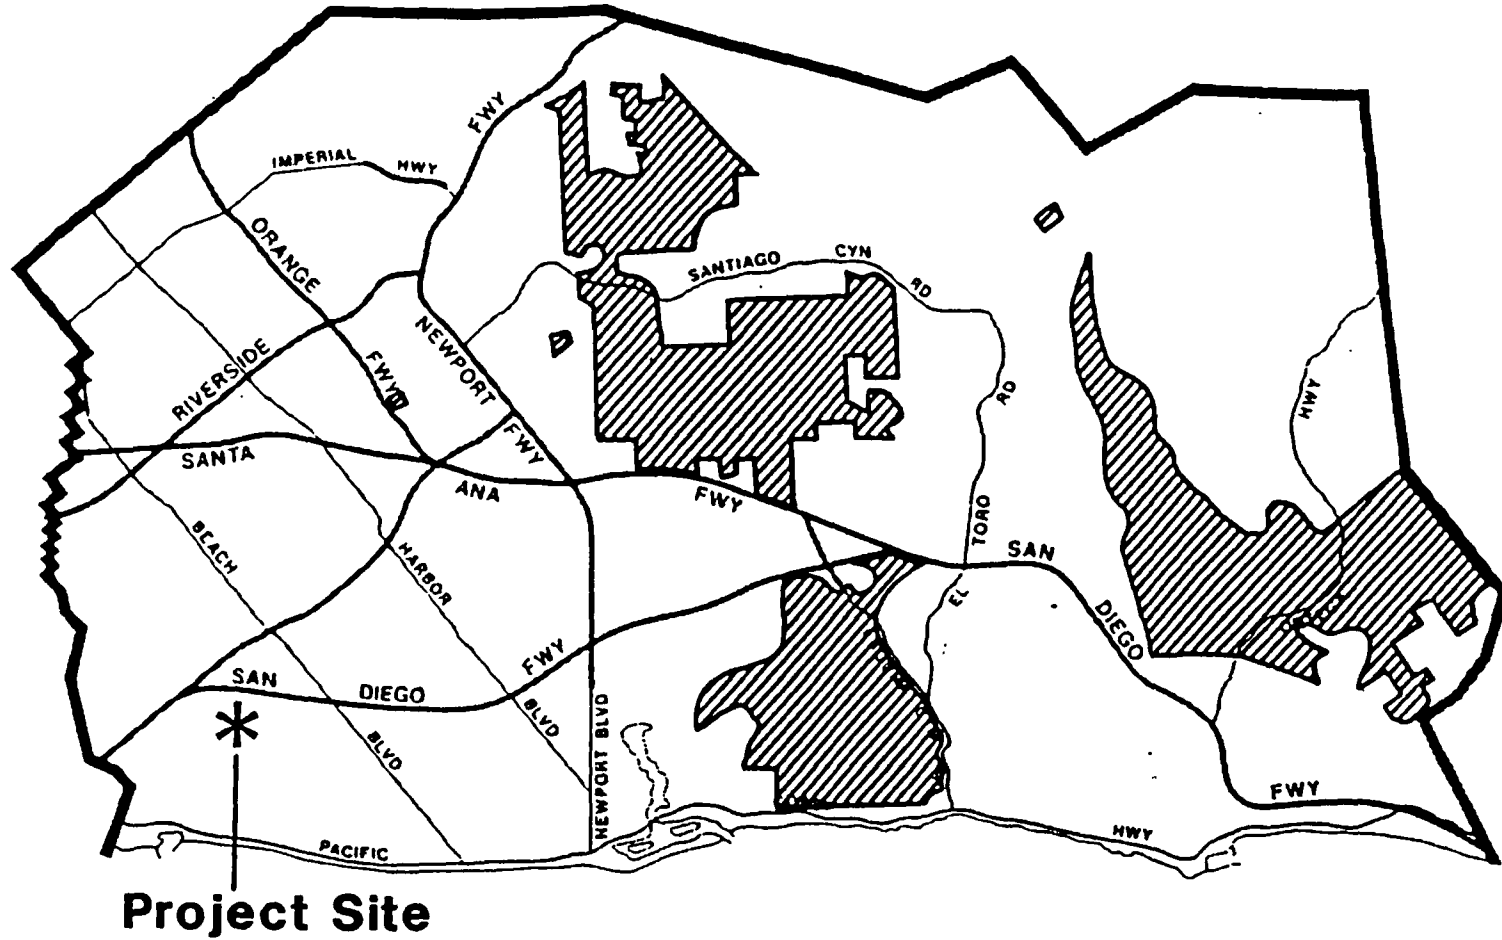 FWY
IMPERIAL HWY
ORANGE
FWY
SANTIAGO CYN RD
NEWPORT
FWY
RIVERSIDE
HWY
RD
SANTA
ANA
FWY
TORO
EL
BEACH
BLVD
HARBOR
BLVD
SAN
DIEGO
FWY
SAN
DIEGO
FWY
NEWPORT BLVD
PACIFIC
HWY
Project Site